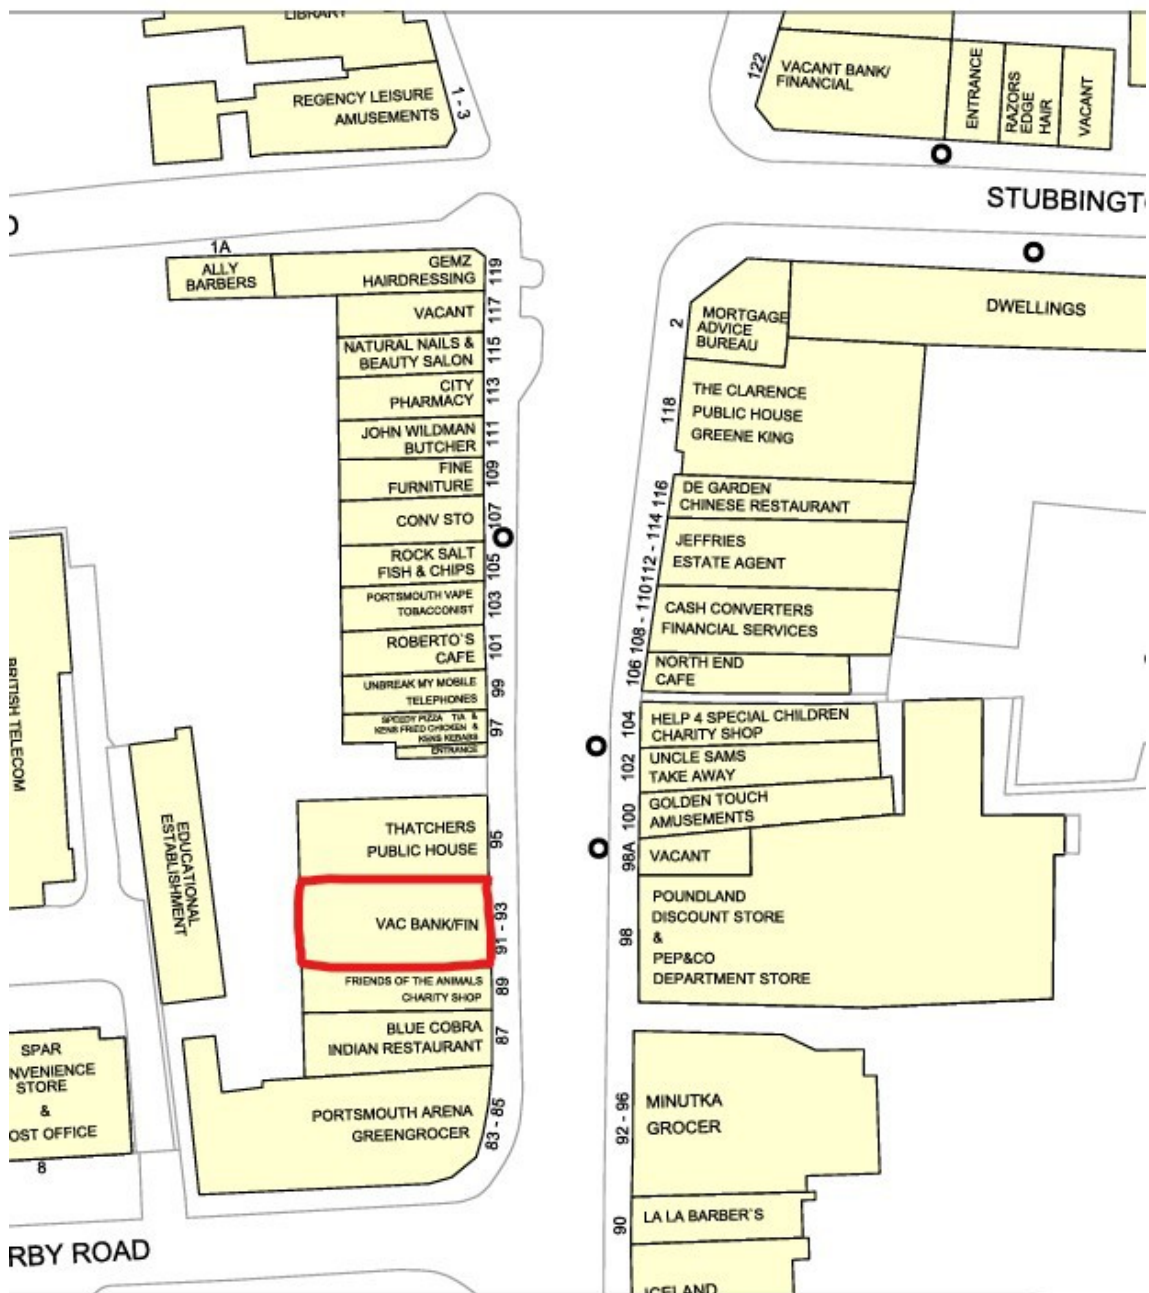 LIBRARY
REGENCY LEISURE
AMUSEMENTS
1 - 3
122
VACANT BANK/
FINANCIAL
ENTRANCE
RAZORS
EDGE
HAIR
VACANT
STUBBINGT
1A
ALLY
BARBERS
GEMZ
HAIRDRESSING
119
VACANT
117
NATURAL NAILS &
BEAUTY SALON
115
CITY
PHARMACY
113
JOHN WILDMAN
BUTCHER
111
FINE
FURNITURE
109
CONV STO
107
ROCK SALT
FISH & CHIPS
105
PORTSMOUTH VAPE
TOBACCONIST
103
ROBERTO`S
CAFE
101
UNBREAK MY MOBILE
TELEPHONES
99
SPEEDY PIZZA TIA &
KENS FRIED CHICKEN &
KENS KEBABS
97
ENTRANCE
THATCHERS
PUBLIC HOUSE
95
VAC BANK/FIN
91 - 93
FRIENDS OF THE ANIMALS
CHARITY SHOP
89
BLUE COBRA
INDIAN RESTAURANT
87
PORTSMOUTH ARENA
GREENGROCER
83 - 85
BRITISH TELECOM
EDUCATIONAL
ESTABLISHMENT
SPAR
NVENIENCE
STORE
&
OST OFFICE
8
RBY ROAD
2
MORTGAGE
ADVICE
BUREAU
DWELLINGS
118
THE CLARENCE
PUBLIC HOUSE
GREENE KING
116
DE GARDEN
CHINESE RESTAURANT
112 - 114
JEFFRIES
ESTATE AGENT
108 - 110
CASH CONVERTERS
FINANCIAL SERVICES
106
NORTH END
CAFE
104
HELP 4 SPECIAL CHILDREN
CHARITY SHOP
102
UNCLE SAMS
TAKE AWAY
100
GOLDEN TOUCH
AMUSEMENTS
98A
VACANT
98
POUNDLAND
DISCOUNT STORE
&
PEP&CO
DEPARTMENT STORE
92 - 96
MINUTKA
GROCER
90
LA LA BARBER`S
ICELAND